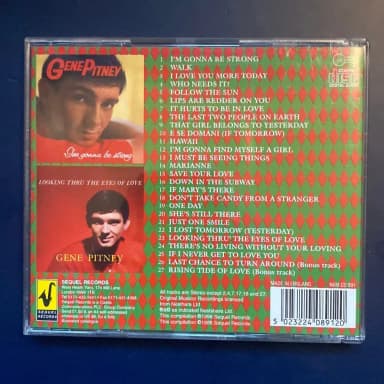 GENE PITNEY
I'm gonna be strong
LOOKING THRU THE EYES OF LOVE
GENE PITNEY
1 I'M GONNA BE STRONG
2 WALK
3 I LOVE YOU MORE TODAY
4 WHO NEEDS IT?
5 FOLLOW THE SUN
6 LIPS ARE REDDER ON YOU
7 IT HURTS TO BE IN LOVE
8 THE LAST TWO PEOPLE ON EARTH
9 THAT GIRL BELONGS TO YESTERDAY
10 E SE DOMANI (IF TOMORROW)
11 HAWAII
12 I'M GONNA FIND MYSELF A GIRL
13 I MUST BE SEEING THINGS
14 MARIANNE
15 SAVE YOUR LOVE
16 DOWN IN THE SUBWAY
17 IF MARY'S THERE
18 DON'T TAKE CANDY FROM A STRANGER
19 ONE DAY
20 SHE'S STILL THERE
21 JUST ONE SMILE
22 I LOST TOMORROW (YESTERDAY)
23 LOOKING THRU' THE EYES OF LOVE
24 THERE'S NO LIVING WITHOUT YOUR LOVING
25 IF I NEVER GET TO LOVE YOU
26 LAST CHANCE TO TURN AROUND (Bonus track)
27 RISING TIDE OF LOVE (Bonus track)
SEQUEL RECORDS
SEQUEL
RECORDS
MADE IN ENGLAND
NEM CD 891
5 023224 089120